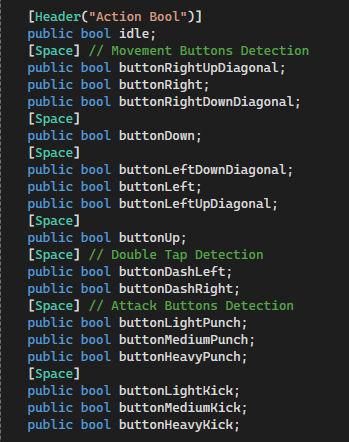 [Header("Action Bool")]
public bool idle;
[Space] // Movement Buttons Detection
public bool buttonRightUpDiagonal;
public bool buttonRight;
public bool buttonRightDownDiagonal;
[Space]
public bool buttonDown;
[Space]
public bool buttonLeftDownDiagonal;
public bool buttonLeft;
public bool buttonLeftUpDiagonal;
[Space]
public bool buttonUp;
[Space] // Double Tap Detection
public bool buttonDashLeft;
public bool buttonDashRight;
[Space] // Attack Buttons Detection
public bool buttonLightPunch;
public bool buttonMediumPunch;
public bool buttonHeavyPunch;
[Space]
public bool buttonLightKick;
public bool buttonMediumKick;
public bool buttonHeavyKick;